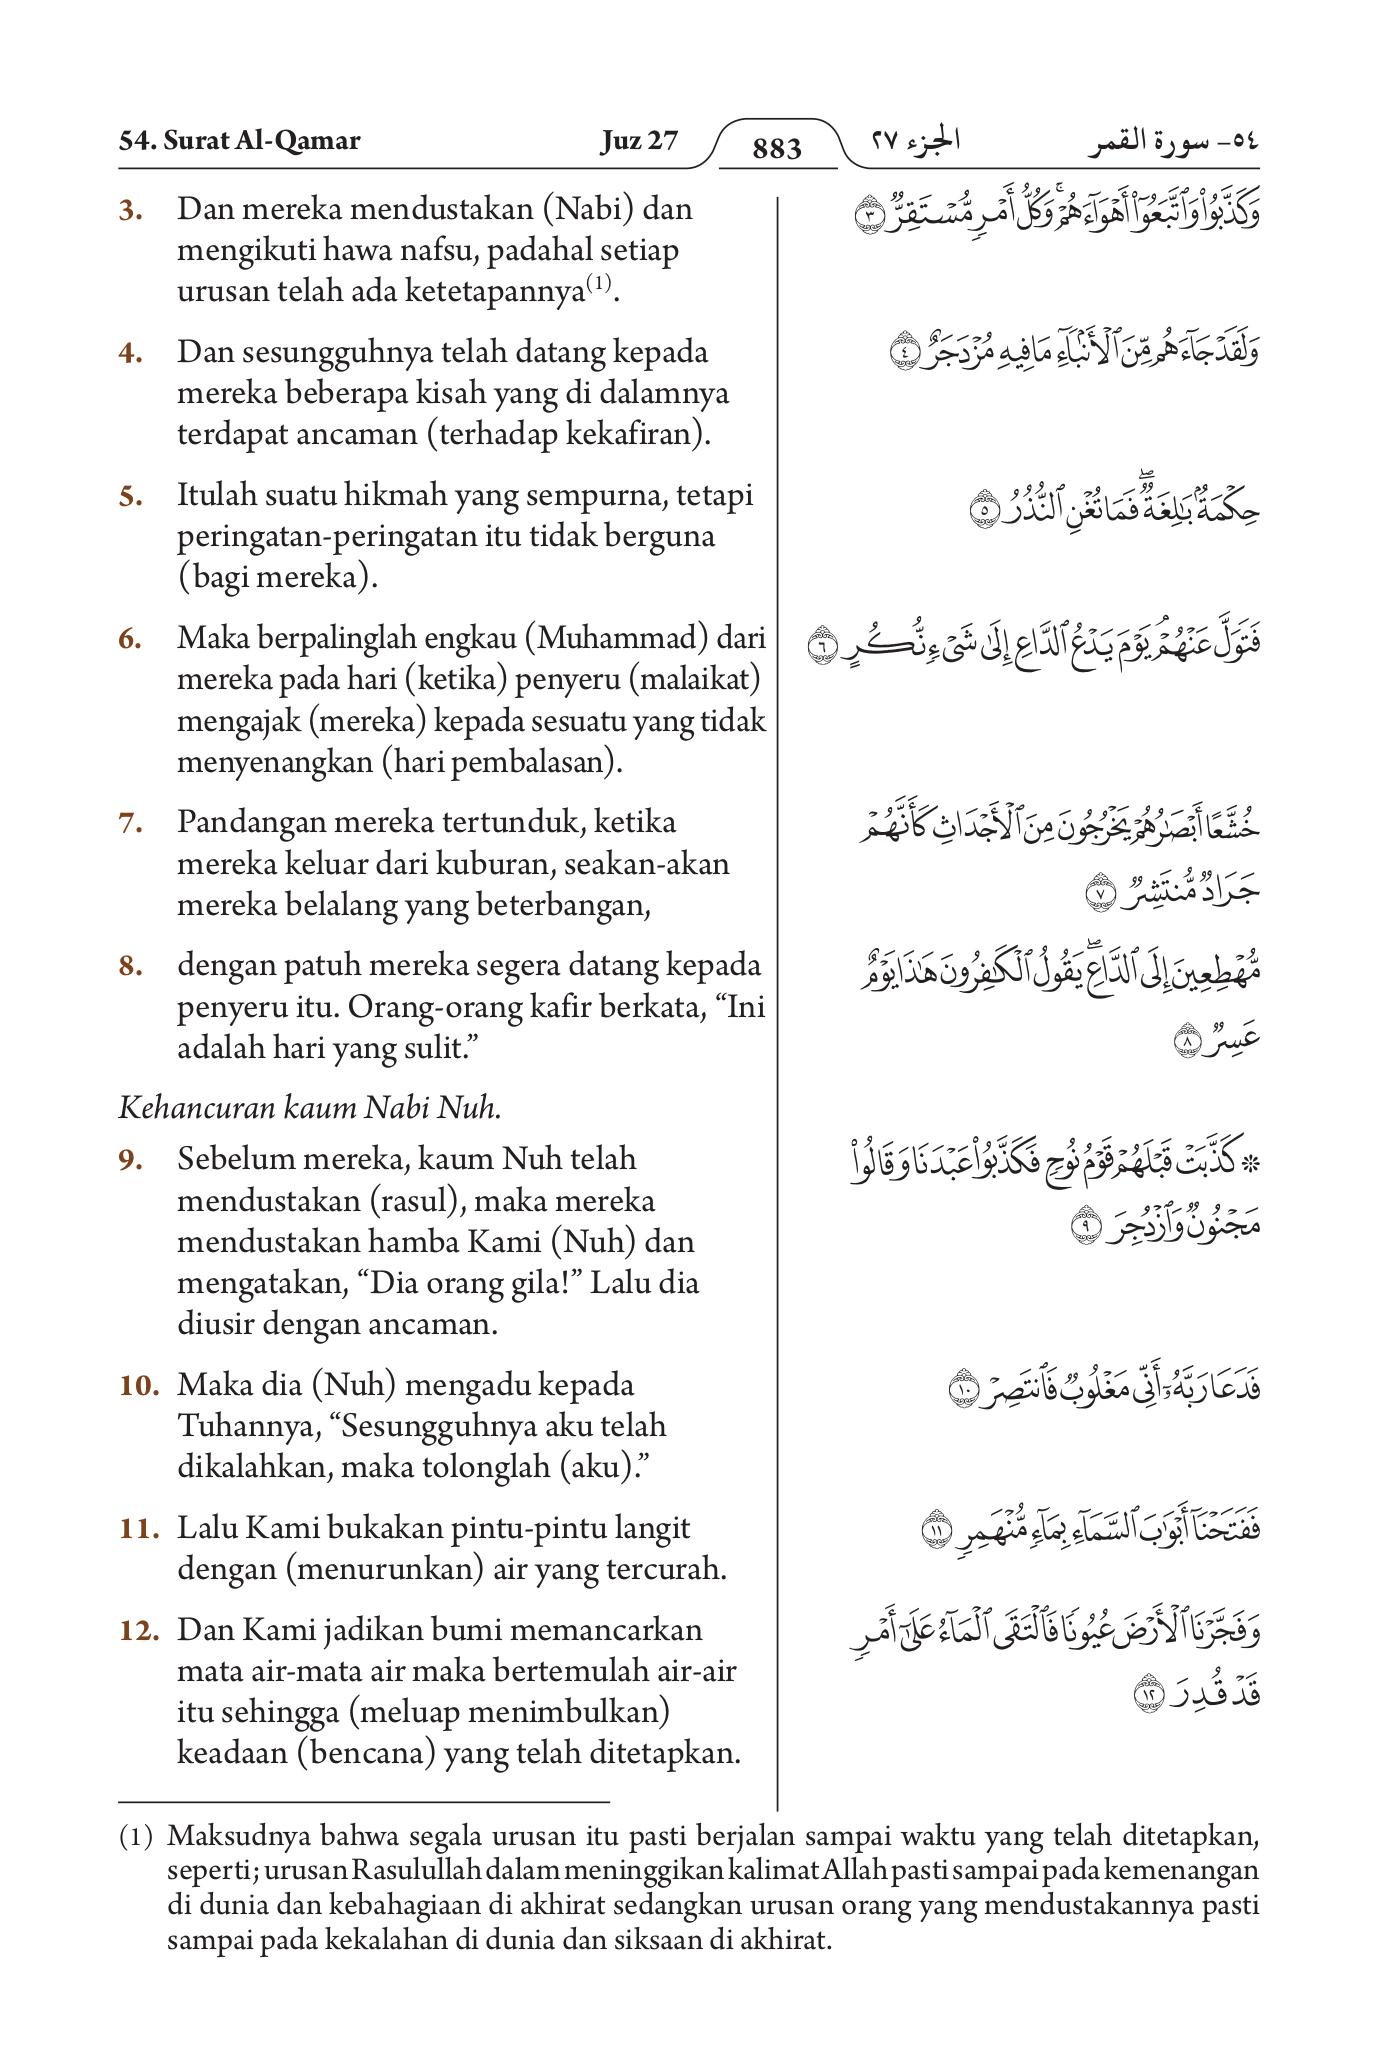 54. Surat Al-Qamar Juz 27 883 الجزء ٢٧ ٥٤- سورة القمر
3. Dan mereka mendustakan (Nabi) dan
mengikuti hawa nafsu, padahal setiap
urusan telah ada ketetapannya(1).
4. Dan sesungguhnya telah datang kepada
mereka beberapa kisah yang di dalamnya
terdapat ancaman (terhadap kekafiran).
5. Itulah suatu hikmah yang sempurna, tetapi
peringatan-peringatan itu tidak berguna
(bagi mereka).
6. Maka berpalinglah engkau (Muhammad) dari
mereka pada hari (ketika) penyeru (malaikat)
mengajak (mereka) kepada sesuatu yang tidak
menyenangkan (hari pembalasan).
7. Pandangan mereka tertunduk, ketika
mereka keluar dari kuburan, seakan-akan
mereka belalang yang beterbangan,
8. dengan patuh mereka segera datang kepada
penyeru itu. Orang-orang kafir berkata, “Ini
adalah hari yang sulit.”
Kehancuran kaum Nabi Nuh.
9. Sebelum mereka, kaum Nuh telah
mendustakan (rasul), maka mereka
mendustakan hamba Kami (Nuh) dan
mengatakan, “Dia orang gila!” Lalu dia
diusir dengan ancaman.
10. Maka dia (Nuh) mengadu kepada
Tuhannya, “Sesungguhnya aku telah
dikalahkan, maka tolonglah (aku).”
11. Lalu Kami bukakan pintu-pintu langit
dengan (menurunkan) air yang tercurah.
12. Dan Kami jadikan bumi memancarkan
mata air-mata air maka bertemulah air-air
itu sehingga (meluap menimbulkan)
keadaan (bencana) yang telah ditetapkan.
وَكَذَّبُوا۟ وَٱتَّبَعُوٓا۟ أَهْوَآءَهُمْ ۚ وَكُلُّ أَمْرٍ مُّسْتَقِرٌّ ٣
وَلَقَدْ جَآءَهُم مِّنَ ٱلْأَنۢبَآءِ مَا فِيهِ مُزْدَجَرٌ ٤
حِكْمَةٌۢ بَـٰلِغَةٌ ۖ فَمَا تُغْنِ ٱلنُّذُرُ ٥
فَتَوَلَّ عَنْهُمْ ۘ يَوْمَ يَدْعُ ٱلدَّاعِ إِلَىٰ شَىْءٍ نُّكُرٍ ٦
خُشَّعًا أَبْصَـٰرُهُمْ يَخْرُجُونَ مِنَ ٱلْأَجْدَاثِ كَأَنَّهُمْ
جَرَادٌ مُّنتَشِرٌ ٧
مُّهْطِعِينَ إِلَى ٱلدَّاعِ ۖ يَقُولُ ٱلْكَـٰفِرُونَ هَـٰذَا يَوْمٌ
عَسِرٌ ٨
۞ كَذَّبَتْ قَبْلَهُمْ قَوْمُ نُوحٍ فَكَذَّبُوا۟ عَبْدَنَا وَقَالُوا۟
مَجْنُونٌ وَٱزْدُجِرَ ٩
فَدَعَا رَبَّهُۥٓ أَنِّى مَغْلُوبٌ فَٱنتَصِرْ ١٠
فَفَتَحْنَآ أَبْوَٰبَ ٱلسَّمَآءِ بِمَآءٍ مُّنْهَمِرٍ ١١
وَفَجَّرْنَا ٱلْأَرْضَ عُيُونًا فَٱلْتَقَى ٱلْمَآءُ عَلَىٰٓ أَمْرٍ
قَدْ قُدِرَ ١٢
(1) Maksudnya bahwa segala urusan itu pasti berjalan sampai waktu yang telah ditetapkan,
seperti; urusan Rasulullah dalam meninggikan kalimat Allah pasti sampai pada kemenangan
di dunia dan kebahagiaan di akhirat sedangkan urusan orang yang mendustakannya pasti
sampai pada kekalahan di dunia dan siksaan di akhirat.